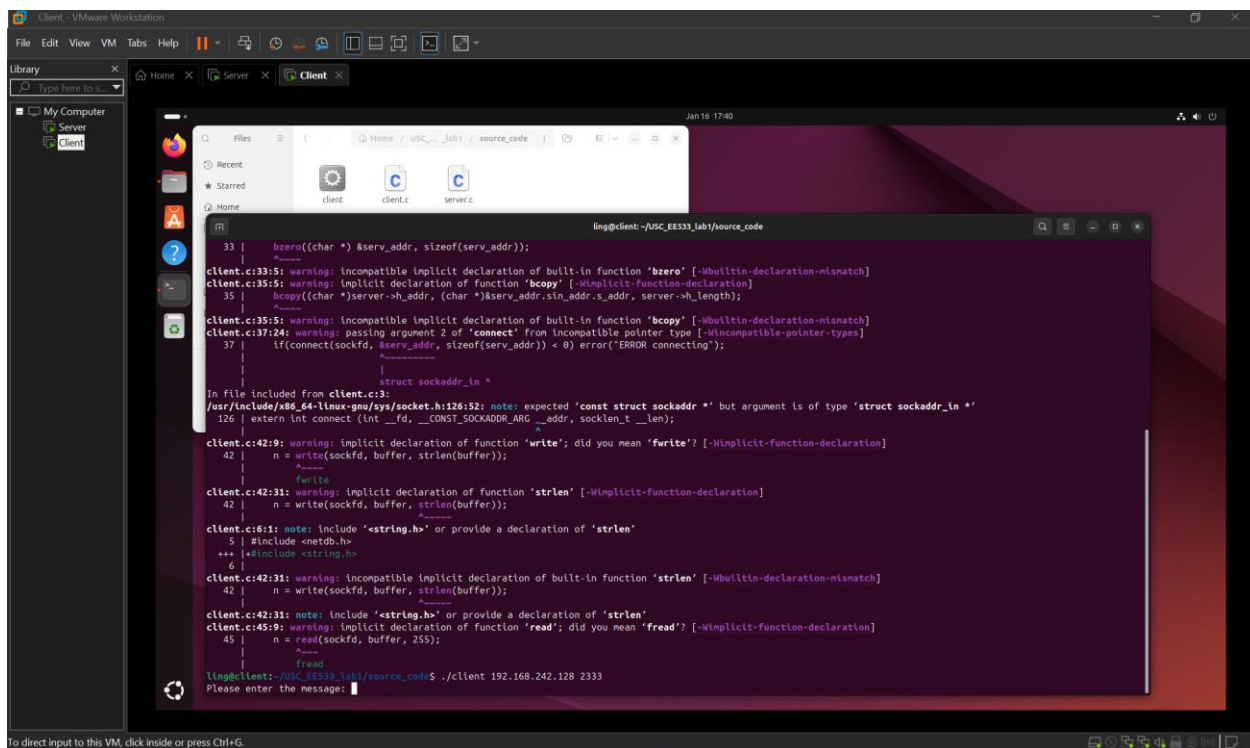 Client - VMware Workstation
File Edit View VM Tabs Help
Library
Type here to s...
Home
Server
Client
My Computer
Server
Client
Jan 16 17:40
Files
Home / USC_... _lab1 / source_code
Recent
Starred
Home
client
client.c
server.c
ling@client: ~/USC_EE533_lab1/source_code
33 | bzero((char *) &serv_addr, sizeof(serv_addr));
| ^~~~~
client.c:33:5: warning: incompatible implicit declaration of built-in function ‘bzero’ [-Wbuiltin-declaration-mismatch]
client.c:35:5: warning: implicit declaration of function ‘bcopy’ [-Wimplicit-function-declaration]
35 | bcopy((char *)server->h_addr, (char *)&serv_addr.sin_addr.s_addr, server->h_length);
| ^~~~~
client.c:35:5: warning: incompatible implicit declaration of built-in function ‘bcopy’ [-Wbuiltin-declaration-mismatch]
client.c:37:24: warning: passing argument 2 of ‘connect’ from incompatible pointer type [-Wincompatible-pointer-types]
37 | if(connect(sockfd, &serv_addr, sizeof(serv_addr)) < 0) error("ERROR connecting");
| ^~~~~~~~~~
| |
| struct sockaddr_in *
In file included from client.c:3:
/usr/include/x86_64-linux-gnu/sys/socket.h:126:52: note: expected ‘const struct sockaddr *’ but argument is of type ‘struct sockaddr_in *’
126 | extern int connect (int __fd, __CONST_SOCKADDR_ARG __addr, socklen_t __len);
| ^
client.c:42:9: warning: implicit declaration of function ‘write’; did you mean ‘fwrite’? [-Wimplicit-function-declaration]
42 | n = write(sockfd, buffer, strlen(buffer));
| ^~~~~
| fwrite
client.c:42:31: warning: implicit declaration of function ‘strlen’ [-Wimplicit-function-declaration]
42 | n = write(sockfd, buffer, strlen(buffer));
| ^~~~~~
client.c:6:1: note: include ‘<string.h>’ or provide a declaration of ‘strlen’
5 | #include <netdb.h>
+++ |+#include <string.h>
6 |
client.c:42:31: warning: incompatible implicit declaration of built-in function ‘strlen’ [-Wbuiltin-declaration-mismatch]
42 | n = write(sockfd, buffer, strlen(buffer));
| ^~~~~~
client.c:42:31: note: include ‘<string.h>’ or provide a declaration of ‘strlen’
client.c:45:9: warning: implicit declaration of function ‘read’; did you mean ‘fread’? [-Wimplicit-function-declaration]
45 | n = read(sockfd, buffer, 255);
| ^~~~
| fread
ling@client:~/USC_EE533_lab1/source_code$ ./client 192.168.242.128 2333
Please enter the message:
To direct input to this VM, click inside or press Ctrl+G.